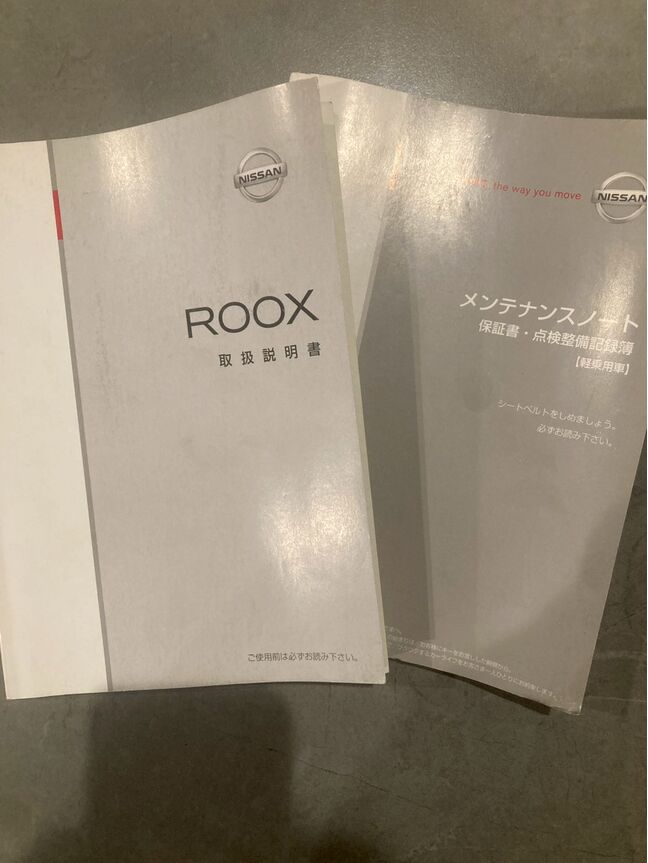 NISSAN
ROOX
取扱説明書
ご使用前は必ずお読み下さい。
the way you move
NISSAN
メンテナンスノート
保証書・点検整備記録簿
【軽乗用車】
シートベルトをしめましょう。
必ずお読み下さい。